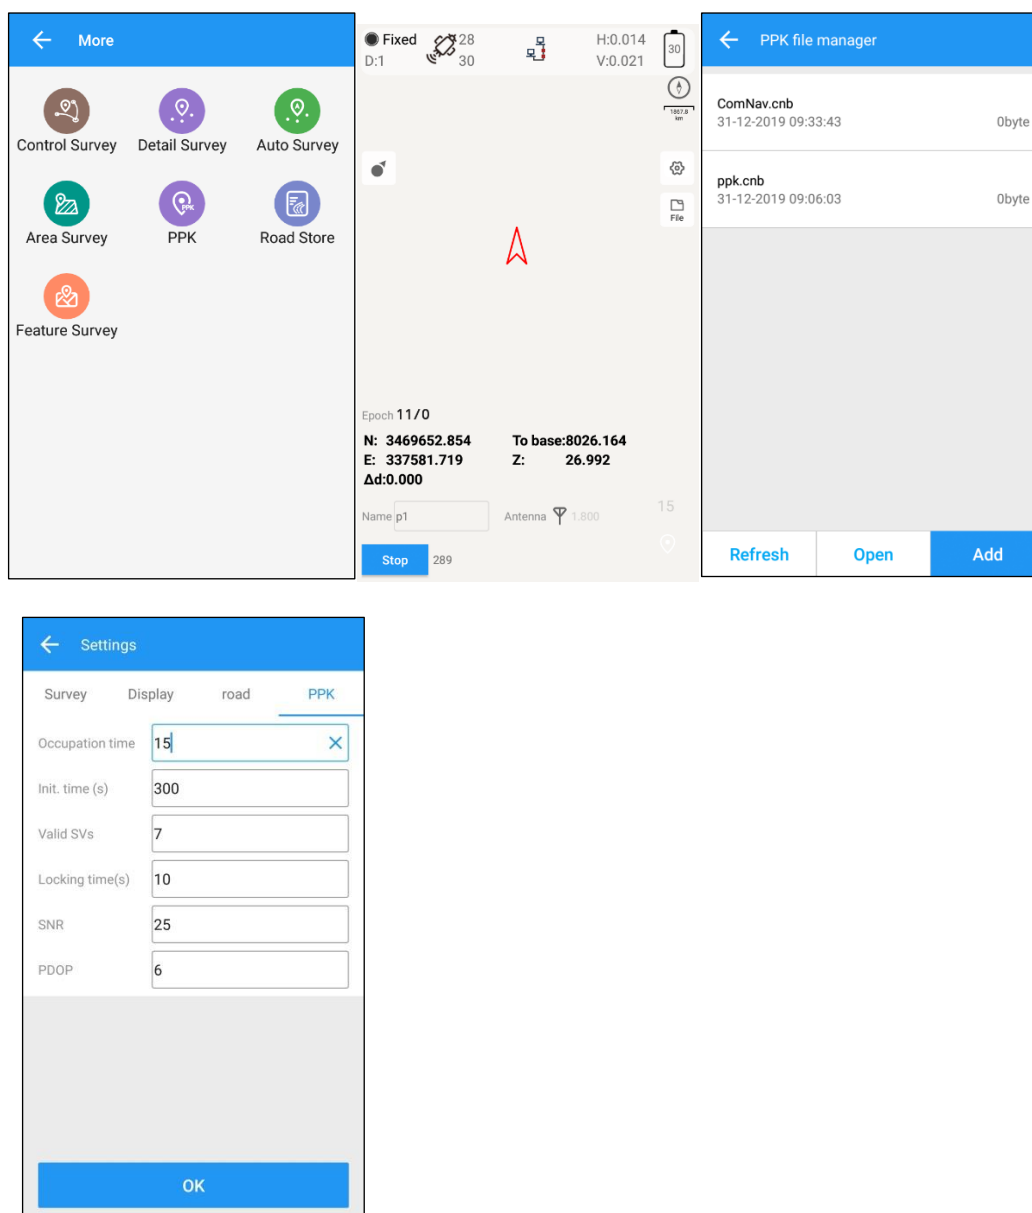 More
Control Survey Detail Survey Auto Survey
Area Survey PPK Road Store
Feature Survey
Fixed 28 H:0.014 30
D:1 30 V:0.021
1867.8
km
File
Epoch 11/0
N: 3469652.854 To base:8026.164
E: 337581.719 Z: 26.992
Δd:0.000
Name p1 Antenna 1.800 15
Stop 289
PPK file manager
ComNav.cnb
31-12-2019 09:33:43 0byte
ppk.cnb
31-12-2019 09:06:03 0byte
Refresh Open Add
Settings
Survey Display road PPK
Occupation time 15
Init. time (s) 300
Valid SVs 7
Locking time(s) 10
SNR 25
PDOP 6
OK